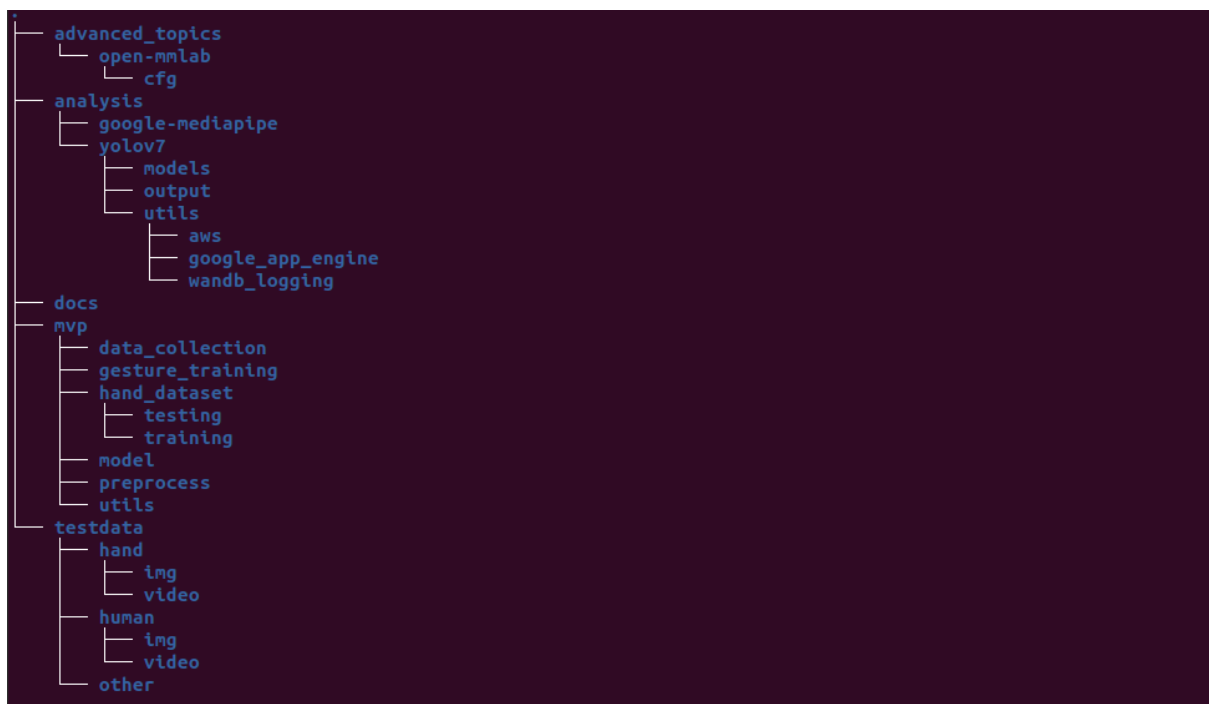 .
├── advanced_topics
│   └── open-mmlab
│       └── cfg
├── analysis
│   ├── google-mediapipe
│   └── yolov7
│       ├── models
│       ├── output
│       └── utils
│           ├── aws
│           ├── google_app_engine
│           └── wandb_logging
├── docs
├── mvp
│   ├── data_collection
│   ├── gesture_training
│   ├── hand_dataset
│   │   ├── testing
│   │   └── training
│   ├── model
│   ├── preprocess
│   └── utils
└── testdata
    ├── hand
    │   ├── img
    │   └── video
    ├── human
    │   ├── img
    │   └── video
    └── other